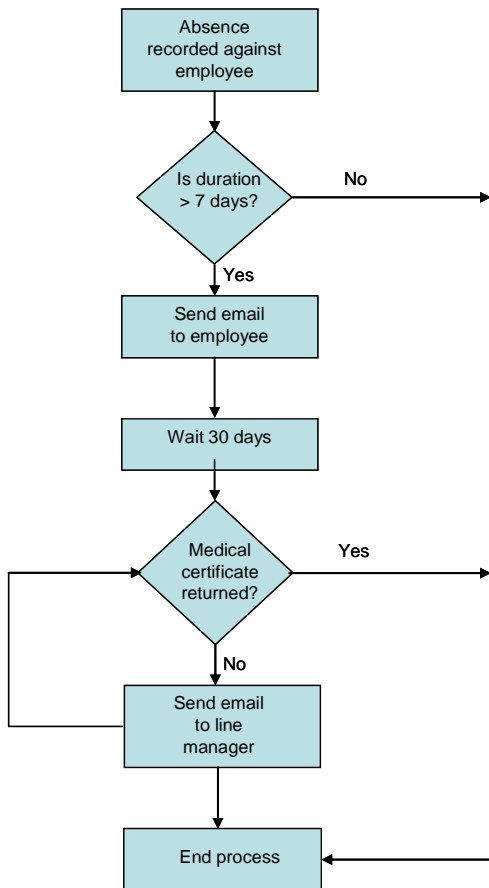 Absence
recorded against
employee
Is duration
> 7 days?
No
Yes
Send email
to employee
Wait 30 days
Medical
certificate
returned?
Yes
No
Send email
to line
manager
End process